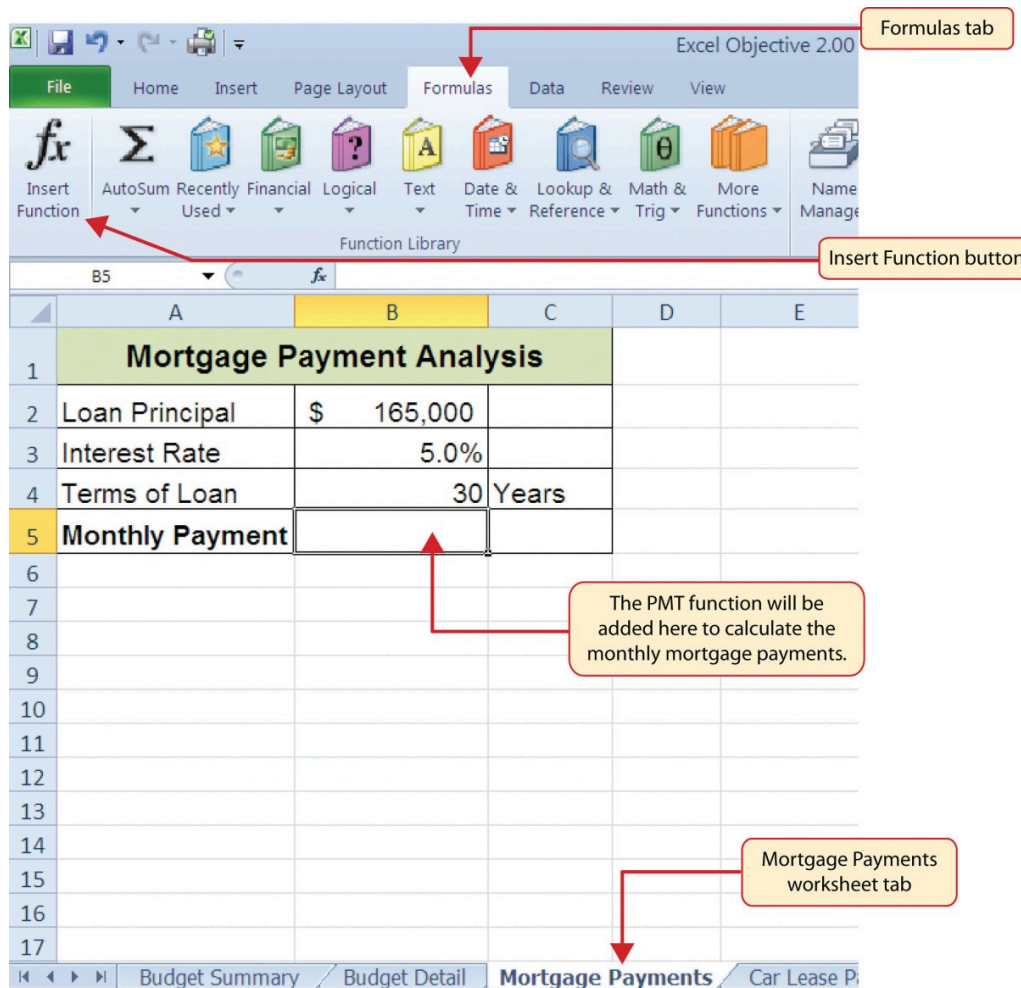 Formulas tab
Excel Objective 2.00
File Home Insert Page Layout Formulas Data Review View
fx Σ ? A θ
Insert Function AutoSum Recently Used Financial Logical Text Date & Time Lookup & Reference Math & Trig More Functions Name
Function Library
Insert Function button
B5 fx
A B C D E
1 Mortgage Payment Analysis
2 Loan Principal $ 165,000
3 Interest Rate 5.0%
4 Terms of Loan 30 Years
5 Monthly Payment
6
7
The PMT function will be
added here to calculate the
monthly mortgage payments.
8
9
10
11
12
13
14
Mortgage Payments
worksheet tab
15
16
17
Budget Summary Budget Detail Mortgage Payments Car Lease